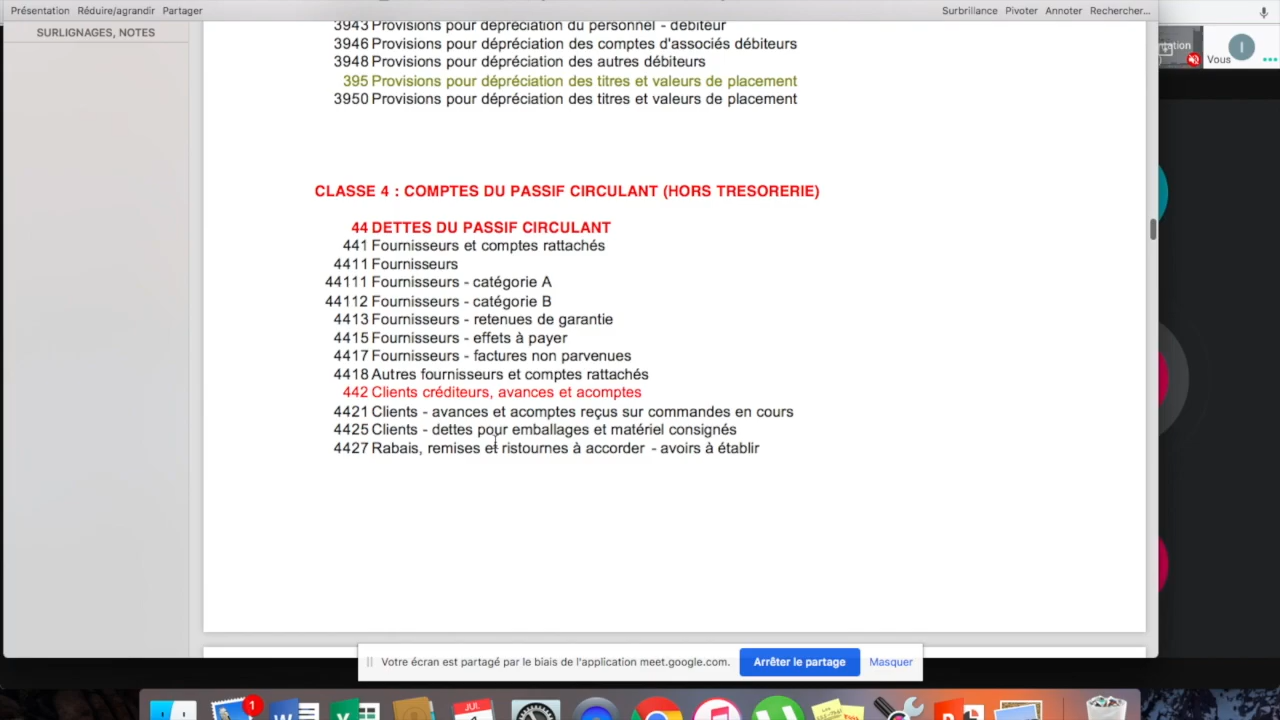 Présentation Réduire/agrandir Partager
Surbrillance Pivoter Annoter Rechercher...
SURLIGNAGES, NOTES
3943 Provisions pour dépréciation du personnel - débiteur
3946 Provisions pour dépréciation des comptes d'associés débiteurs
3948 Provisions pour dépréciation des autres débiteurs
395 Provisions pour dépréciation des titres et valeurs de placement
3950 Provisions pour dépréciation des titres et valeurs de placement
CLASSE 4 : COMPTES DU PASSIF CIRCULANT (HORS TRESORERIE)
44 DETTES DU PASSIF CIRCULANT
441 Fournisseurs et comptes rattachés
4411 Fournisseurs
44111 Fournisseurs - catégorie A
44112 Fournisseurs - catégorie B
4413 Fournisseurs - retenues de garantie
4415 Fournisseurs - effets à payer
4417 Fournisseurs - factures non parvenues
4418 Autres fournisseurs et comptes rattachés
442 Clients créditeurs, avances et acomptes
4421 Clients - avances et acomptes reçus sur commandes en cours
4425 Clients - dettes pour emballages et matériel consignés
4427 Rabais, remises et ristournes à accorder - avoirs à établir
Vous
I
Votre écran est partagé par le biais de l'application meet.google.com.
Arrêter le partage
Masquer
1
JUL